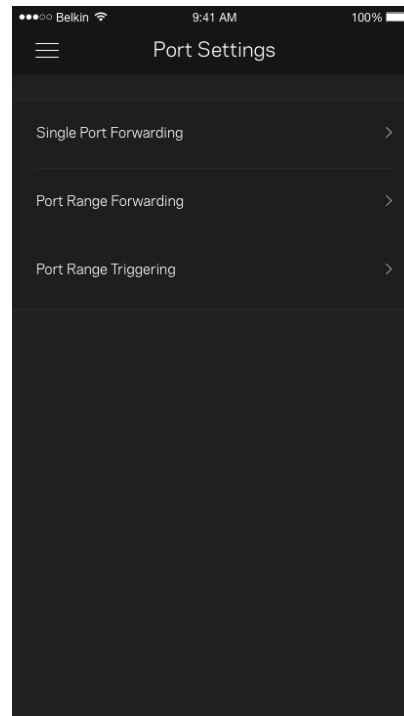 Belkin 9:41 AM 100%
Port Settings
Single Port Forwarding
Port Range Forwarding
Port Range Triggering